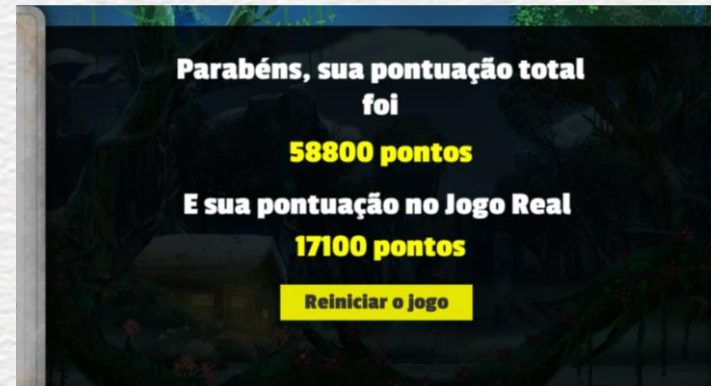 Parabéns, sua pontuação total
foi
58800 pontos
E sua pontuação no Jogo Real
17100 pontos
Reiniciar o jogo